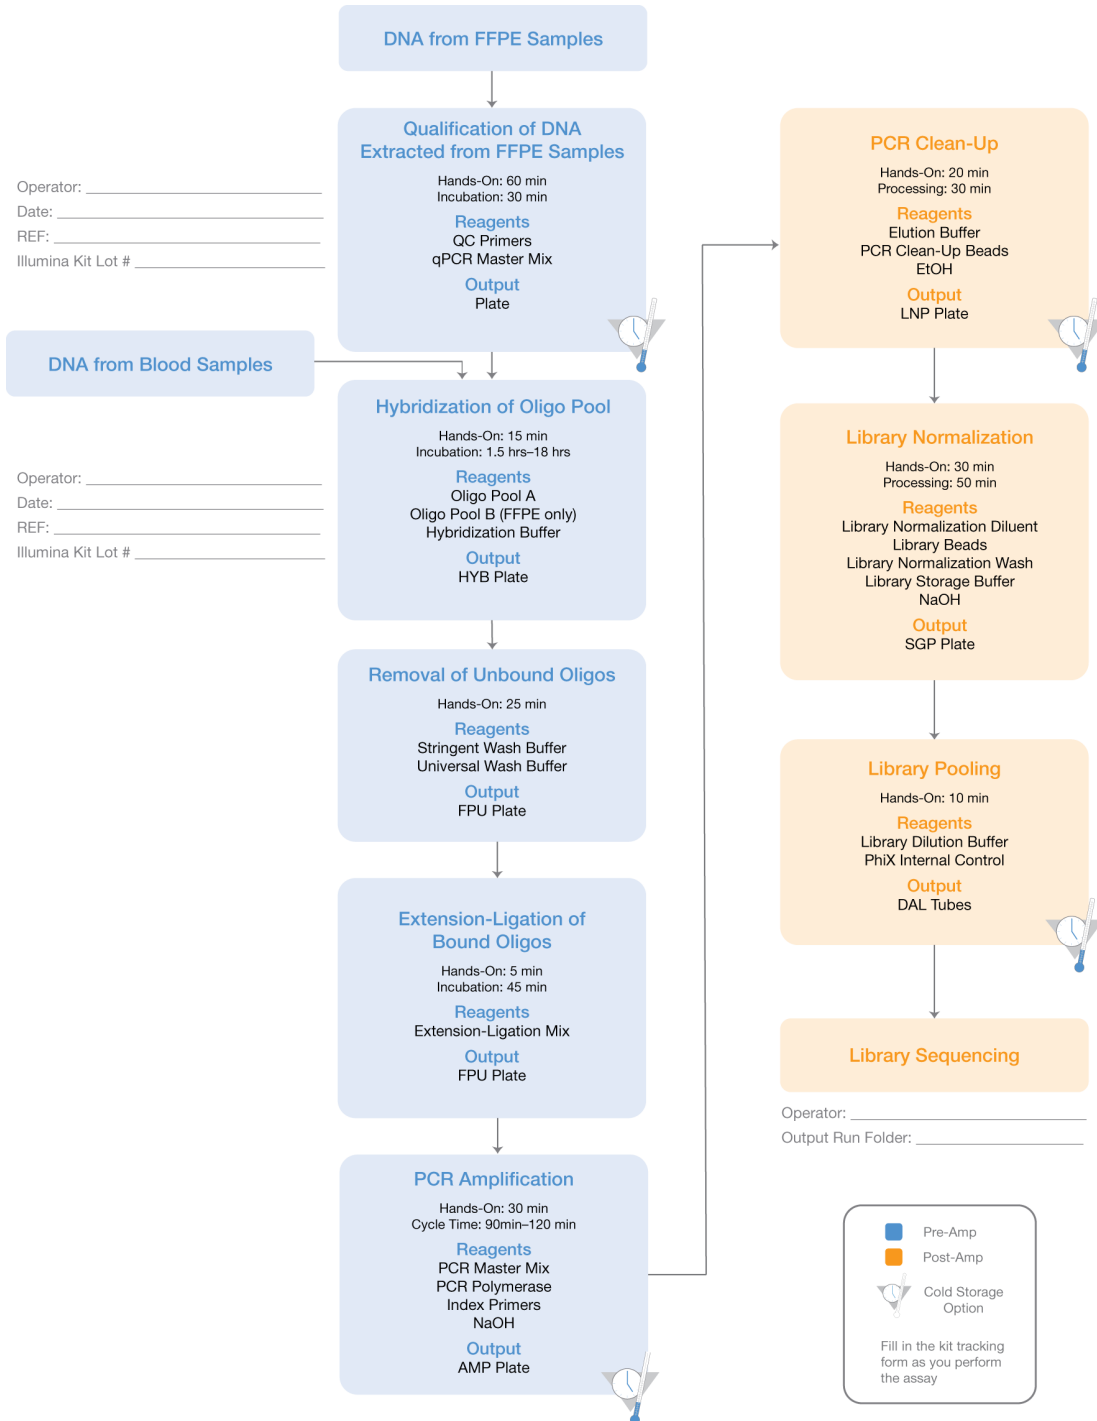 DNA from FFPE Samples
Qualification of DNA
Extracted from FFPE Samples
Hands-On: 60 min
Incubation: 30 min
Reagents
QC Primers
qPCR Master Mix
Output
Plate
Operator:
Date:
REF:
Illumina Kit Lot #
DNA from Blood Samples
Hybridization of Oligo Pool
Hands-On: 15 min
Incubation: 1.5 hrs–18 hrs
Reagents
Oligo Pool A
Oligo Pool B (FFPE only)
Hybridization Buffer
Output
HYB Plate
Operator:
Date:
REF:
Illumina Kit Lot #
Removal of Unbound Oligos
Hands-On: 25 min
Reagents
Stringent Wash Buffer
Universal Wash Buffer
Output
FPU Plate
Extension-Ligation of
Bound Oligos
Hands-On: 5 min
Incubation: 45 min
Reagents
Extension-Ligation Mix
Output
FPU Plate
PCR Amplification
Hands-On: 30 min
Cycle Time: 90min–120 min
Reagents
PCR Master Mix
PCR Polymerase
Index Primers
NaOH
Output
AMP Plate
PCR Clean-Up
Hands-On: 20 min
Processing: 30 min
Reagents
Elution Buffer
PCR Clean-Up Beads
EtOH
Output
LNP Plate
Library Normalization
Hands-On: 30 min
Processing: 50 min
Reagents
Library Normalization Diluent
Library Beads
Library Normalization Wash
Library Storage Buffer
NaOH
Output
SGP Plate
Library Pooling
Hands-On: 10 min
Reagents
Library Dilution Buffer
PhiX Internal Control
Output
DAL Tubes
Library Sequencing
Operator:
Output Run Folder:
Pre-Amp
Post-Amp
Cold Storage
Option
Fill in the kit tracking
form as you perform
the assay